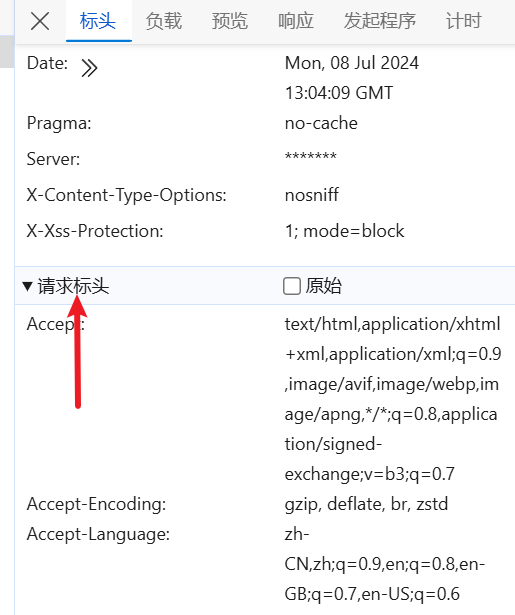 标头 负载 预览 响应 发起程序 计时
Date: Mon, 08 Jul 2024
13:04:09 GMT
Pragma: no-cache
Server: *******
X-Content-Type-Options: nosniff
X-Xss-Protection: 1; mode=block
▼请求标头 原始
Accept: text/html,application/xhtml
+xml,application/xml;q=0.9
,image/avif,image/webp,im
age/apng,*/*;q=0.8,applica
tion/signed-
exchange;v=b3;q=0.7
Accept-Encoding: gzip, deflate, br, zstd
Accept-Language: zh-
CN,zh;q=0.9,en;q=0.8,en-
GB;q=0.7,en-US;q=0.6